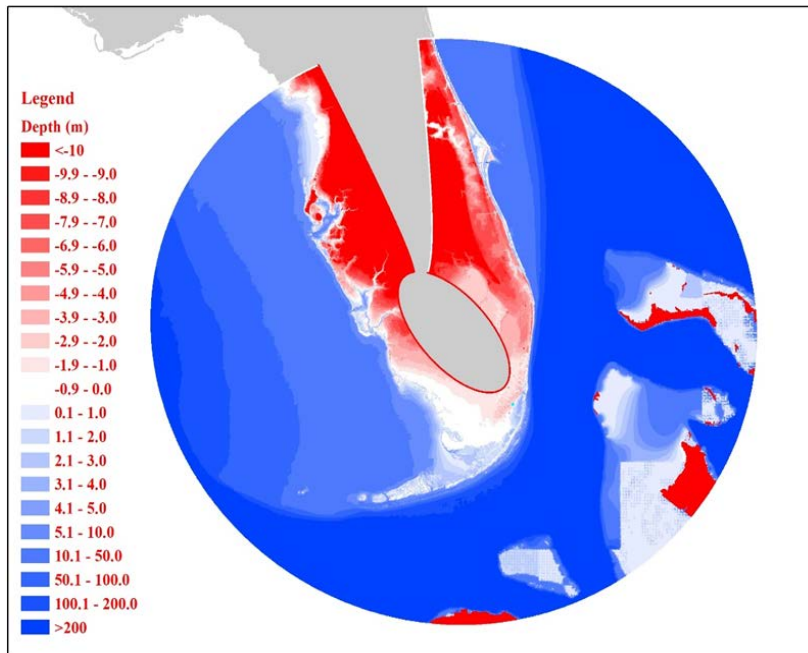 Legend
Depth (m)
<-10
-9.9 - -9.0
-8.9 - -8.0
-7.9 - -7.0
-6.9 - -6.0
-5.9 - -5.0
-4.9 - -4.0
-3.9 - -3.0
-2.9 - -2.0
-1.9 - -1.0
-0.9 - 0.0
0.1 - 1.0
1.1 - 2.0
2.1 - 3.0
3.1 - 4.0
4.1 - 5.0
5.1 - 10.0
10.1 - 50.0
50.1 - 100.0
100.1 - 200.0
>200